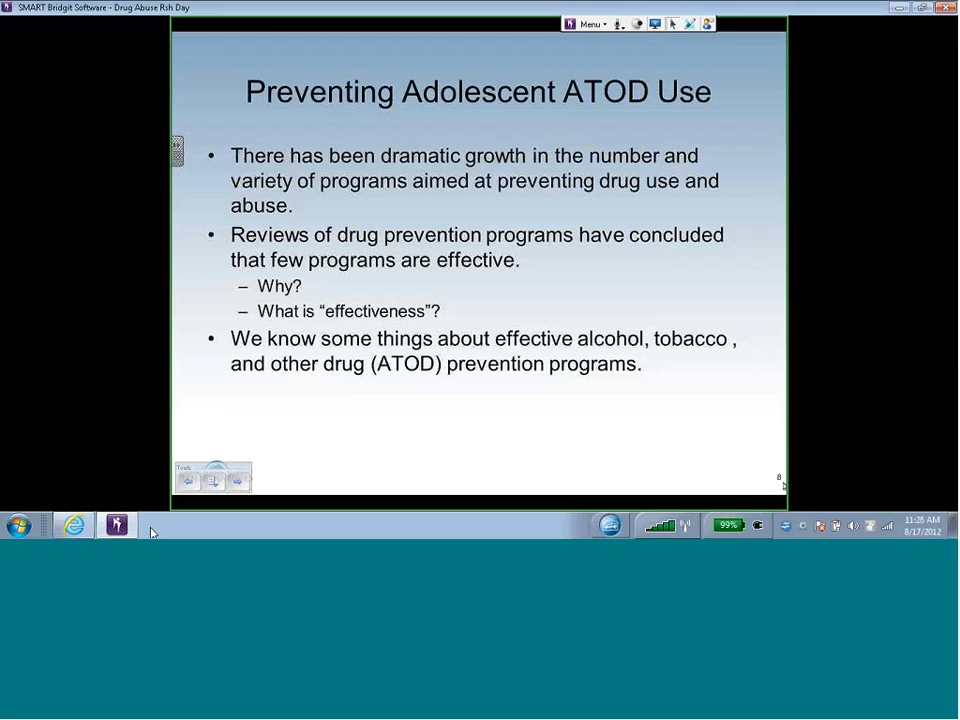 SMART Bridgit Software - Drug Abuse Rsh Day
Menu
Preventing Adolescent ATOD Use
• There has been dramatic growth in the number and
variety of programs aimed at preventing drug use and
abuse.
• Reviews of drug prevention programs have concluded
that few programs are effective.
– Why?
– What is “effectiveness”?
• We know some things about effective alcohol, tobacco ,
and other drug (ATOD) prevention programs.
Tools
8
99%
11:26 AM
8/17/2012